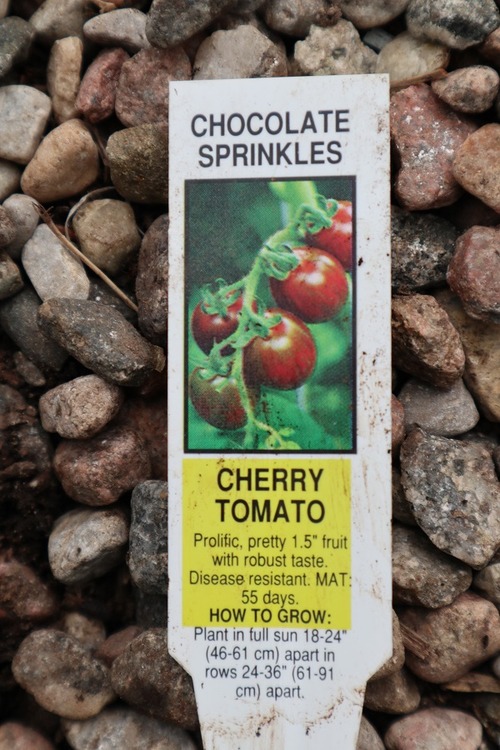 CHOCOLATE
SPRINKLES
CHERRY
TOMATO
Prolific, pretty 1.5" fruit
with robust taste.
Disease resistant. MAT:
55 days.
HOW TO GROW:
Plant in full sun 18-24"
(46-61 cm) apart in
rows 24-36" (61-91
cm) apart.